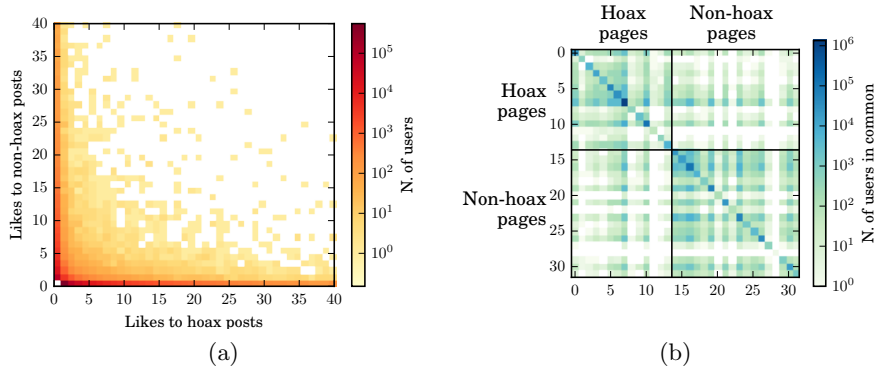 40
35
30
25
20
15
10
5
0
0 5 10 15 20 25 30 35 40
Likes to non-hoax posts
Likes to hoax posts
10^5
10^4
10^3
10^2
10^1
10^0
N. of users
(a)
Hoax pages
Non-hoax pages
Hoax pages
Non-hoax pages
0
5
10
15
20
25
30
0 5 10 15 20 25 30
10^6
10^5
10^4
10^3
10^2
10^1
10^0
N. of users in common
(b)